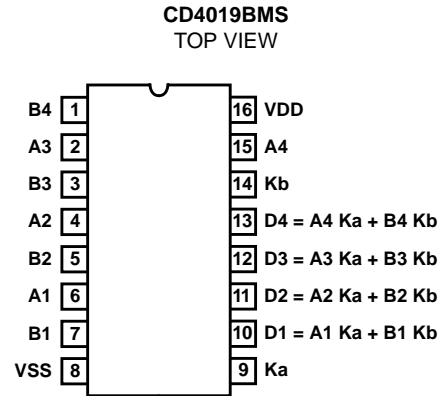 CD4019BMS
TOP VIEW
B4 1 16 VDD
A3 2 15 A4
B3 3 14 Kb
A2 4 13 D4 = A4 Ka + B4 Kb
B2 5 12 D3 = A3 Ka + B3 Kb
A1 6 11 D2 = A2 Ka + B2 Kb
B1 7 10 D1 = A1 Ka + B1 Kb
VSS 8 9 Ka